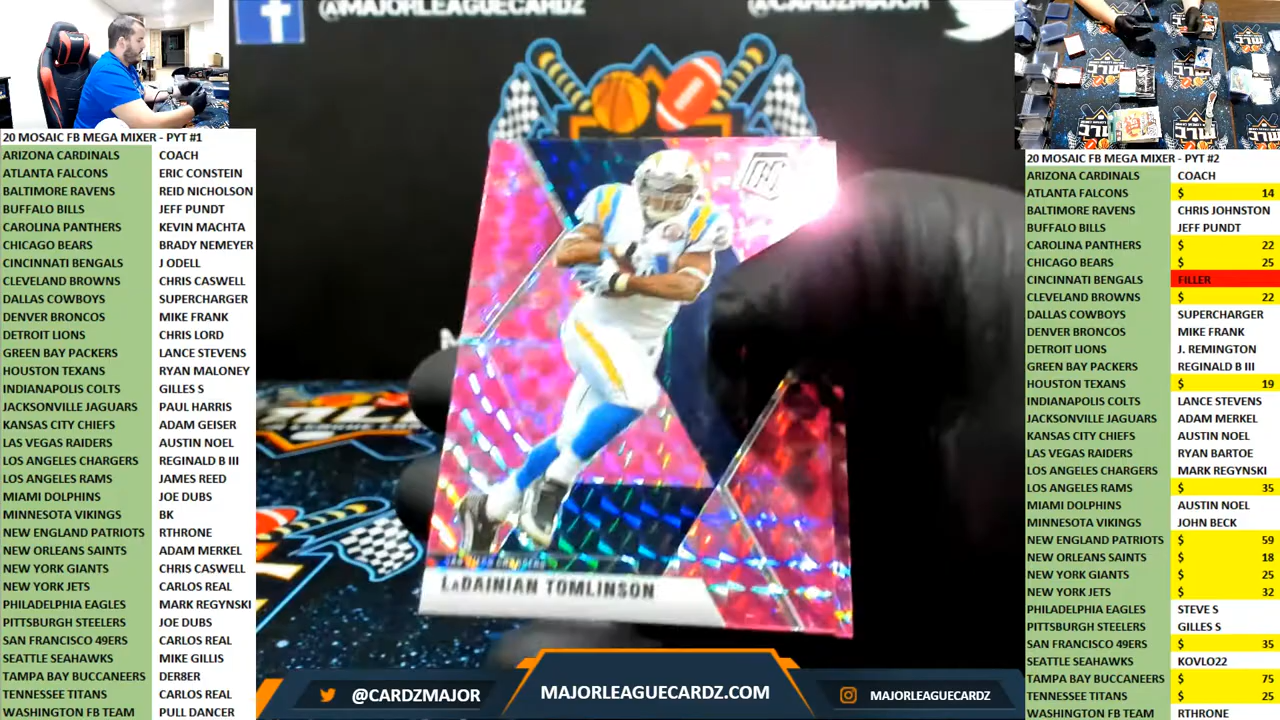 @MAJORLEAGUECARDZ
@CARDZMAJOR
20 MOSAIC FB MEGA MIXER - PYT #1
ARIZONA CARDINALS COACH
ATLANTA FALCONS ERIC CONSTEIN
BALTIMORE RAVENS REID NICHOLSON
BUFFALO BILLS JEFF PUNDT
CAROLINA PANTHERS KEVIN MACHTA
CHICAGO BEARS BRADY NEMEYER
CINCINNATI BENGALS J ODELL
CLEVELAND BROWNS CHRIS CASWELL
DALLAS COWBOYS SUPERCHARGER
DENVER BRONCOS MIKE FRANK
DETROIT LIONS CHRIS LORD
GREEN BAY PACKERS LANCE STEVENS
HOUSTON TEXANS RYAN MALONEY
INDIANAPOLIS COLTS GILLES S
JACKSONVILLE JAGUARS PAUL HARRIS
KANSAS CITY CHIEFS ADAM GEISER
LAS VEGAS RAIDERS AUSTIN NOEL
LOS ANGELES CHARGERS REGINALD B III
LOS ANGELES RAMS JAMES REED
MIAMI DOLPHINS JOE DUBS
MINNESOTA VIKINGS BK
NEW ENGLAND PATRIOTS RTHRONE
NEW ORLEANS SAINTS ADAM MERKEL
NEW YORK GIANTS CHRIS CASWELL
NEW YORK JETS CARLOS REAL
PHILADELPHIA EAGLES MARK REGYNSKI
PITTSBURGH STEELERS JOE DUBS
SAN FRANCISCO 49ERS CARLOS REAL
SEATTLE SEAHAWKS MIKE GILLIS
TAMPA BAY BUCCANEERS DER8ER
TENNESSEE TITANS CARLOS REAL
WASHINGTON FB TEAM PULL DANCER
SAN DIEGO CHARGERS
LADAINIAN TOMLINSON
@CARDZMAJOR
MAJORLEAGUECARDZ.COM
MAJORLEAGUECARDZ
20 MOSAIC FB MEGA MIXER - PYT #2
ARIZONA CARDINALS COACH
ATLANTA FALCONS $ 14
BALTIMORE RAVENS CHRIS JOHNSTON
BUFFALO BILLS JEFF PUNDT
CAROLINA PANTHERS $ 22
CHICAGO BEARS $ 25
CINCINNATI BENGALS FILLER
CLEVELAND BROWNS $ 22
DALLAS COWBOYS SUPERCHARGER
DENVER BRONCOS MIKE FRANK
DETROIT LIONS J. REMINGTON
GREEN BAY PACKERS REGINALD B III
HOUSTON TEXANS $ 19
INDIANAPOLIS COLTS LANCE STEVENS
JACKSONVILLE JAGUARS ADAM MERKEL
KANSAS CITY CHIEFS AUSTIN NOEL
LAS VEGAS RAIDERS RYAN BARTOE
LOS ANGELES CHARGERS MARK REGYNSKI
LOS ANGELES RAMS $ 35
MIAMI DOLPHINS AUSTIN NOEL
MINNESOTA VIKINGS JOHN BECK
NEW ENGLAND PATRIOTS $ 59
NEW ORLEANS SAINTS $ 18
NEW YORK GIANTS $ 25
NEW YORK JETS $ 32
PHILADELPHIA EAGLES STEVE S
PITTSBURGH STEELERS GILLES S
SAN FRANCISCO 49ERS $ 35
SEATTLE SEAHAWKS KOVLO22
TAMPA BAY BUCCANEERS $ 75
TENNESSEE TITANS $ 25
WASHINGTON FB TEAM RTHRONE